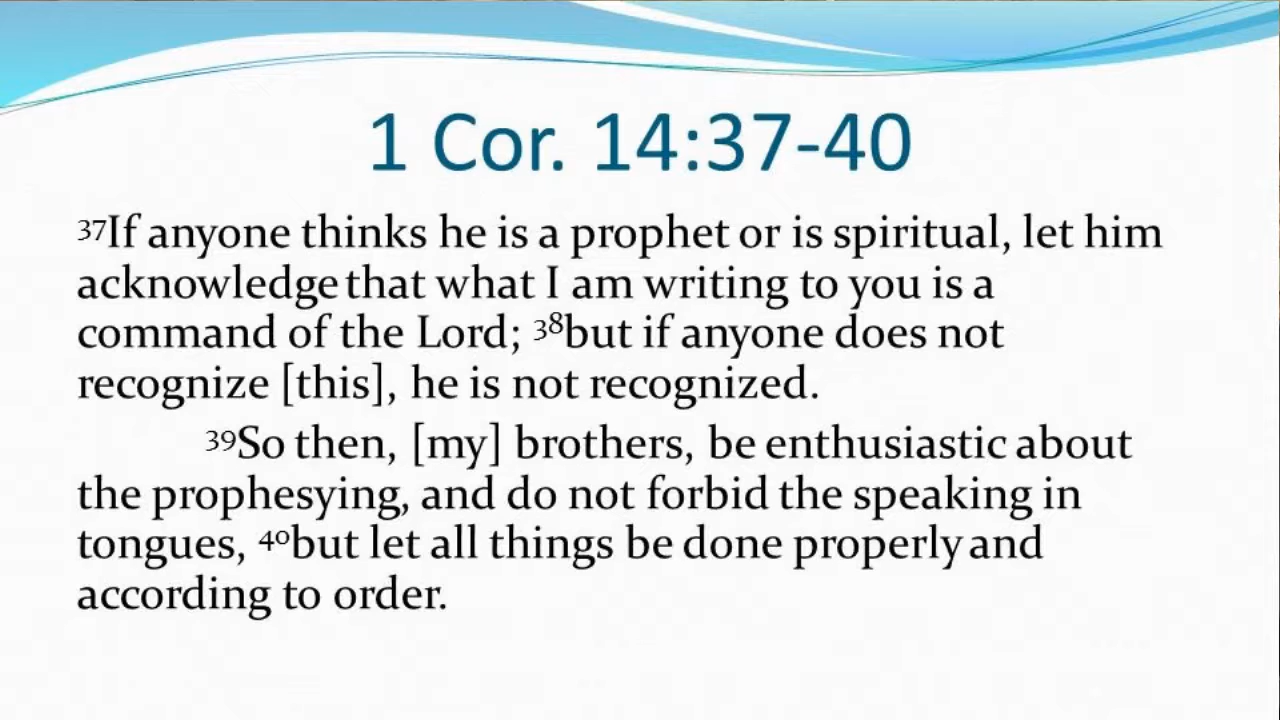 1 Cor. 14:37-40
³⁷If anyone thinks he is a prophet or is spiritual, let him
acknowledge that what I am writing to you is a
command of the Lord; ³⁸but if anyone does not
recognize [this], he is not recognized.
³⁹So then, [my] brothers, be enthusiastic about
the prophesying, and do not forbid the speaking in
tongues, ⁴⁰but let all things be done properly and
according to order.